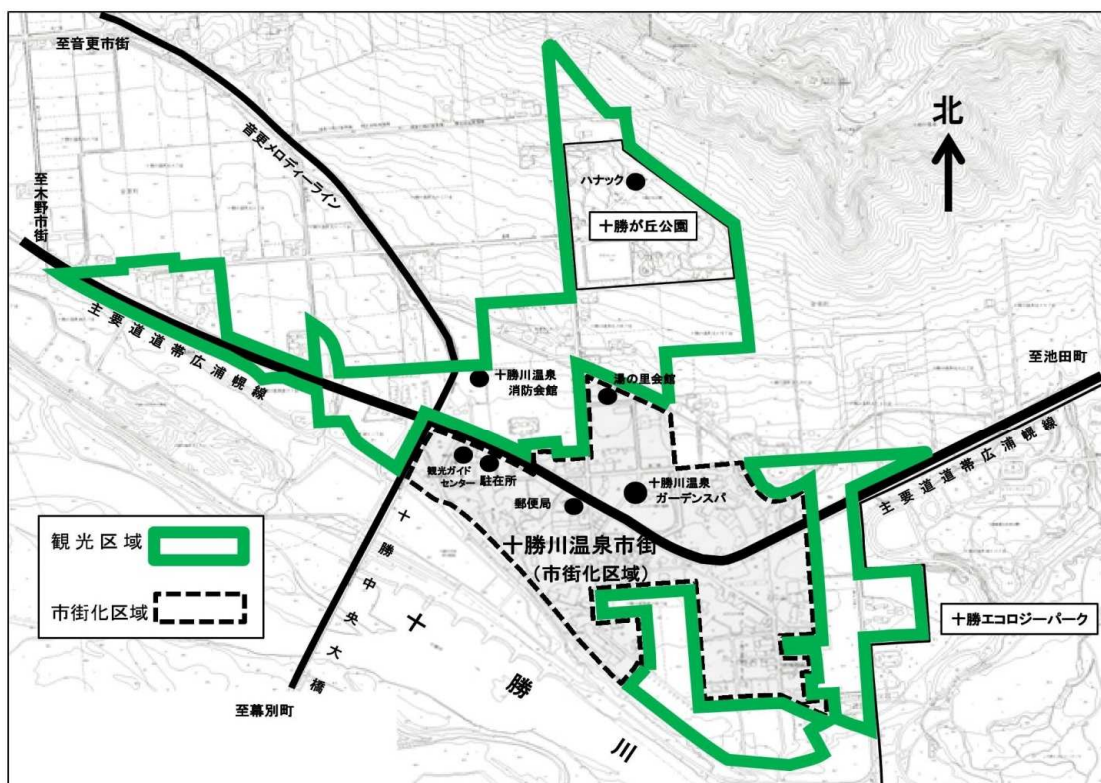 至音更市街
音更メロディーライン
北
至木野市街
ハナック
十勝が丘公園
主要道道帯広浦幌線
十勝川温泉
消防会館
湯の里会館
至池田町
主要道道帯広浦幌線
観光ガイド
センター
駐在所
郵便局
十勝川温泉
ガーデンスパ
十勝川温泉市街
(市街化区域)
観光区域
市街化区域
十勝中央大橋
十勝川
十勝エコロジーパーク
至幕別町